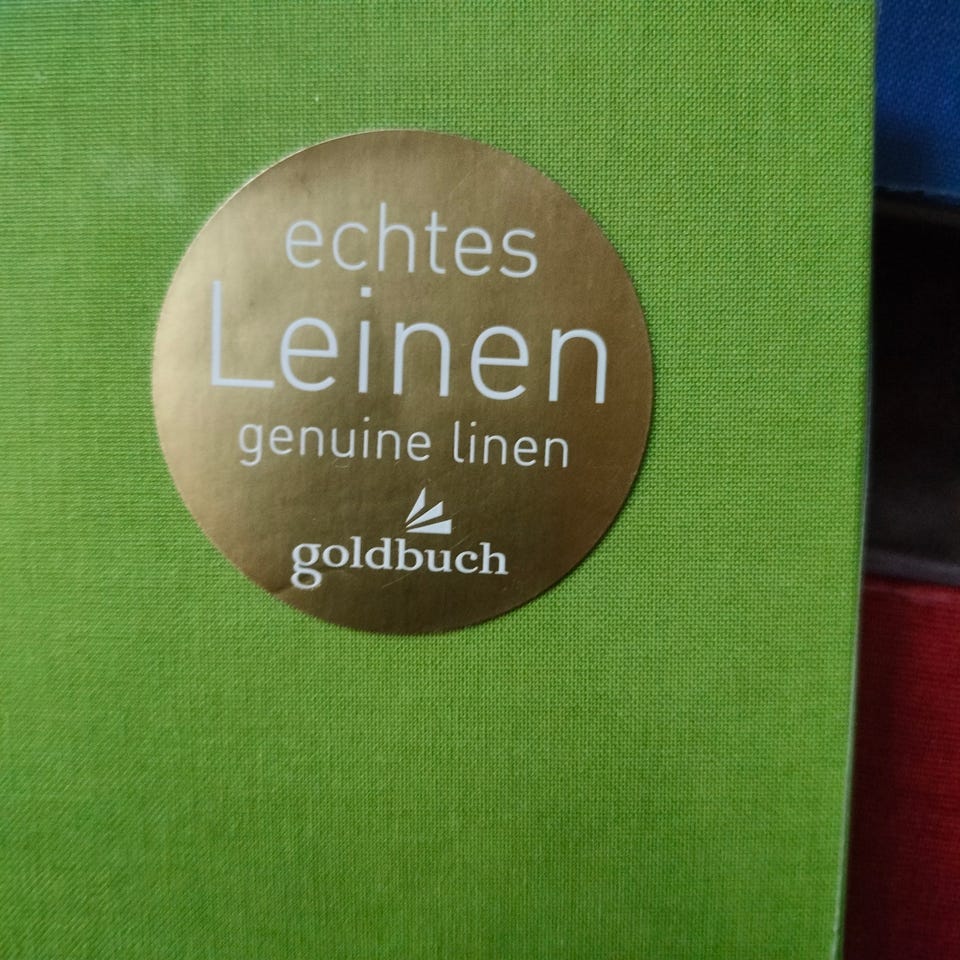 echtes
Leinen
genuine linen
goldbuch